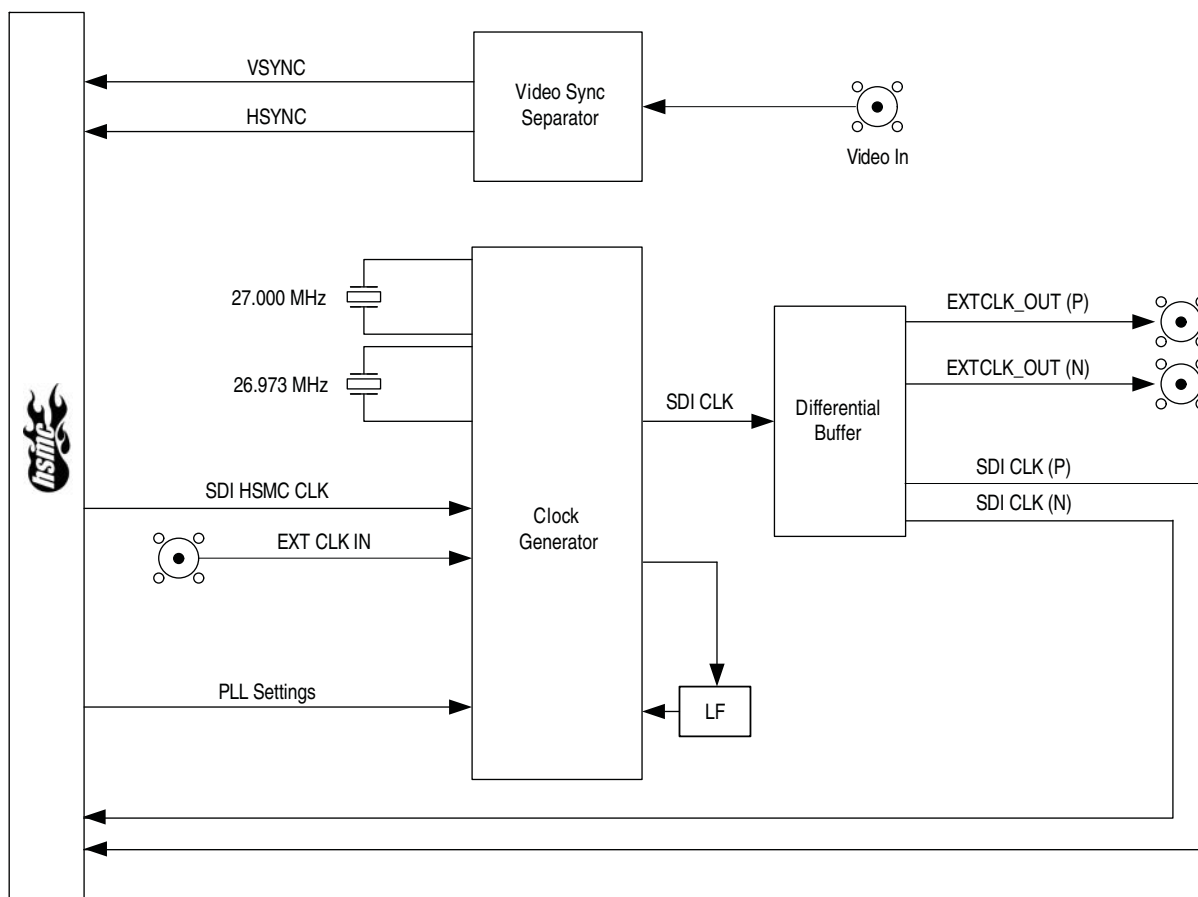 VSYNC
HSYNC
Video Sync
Separator
Video In
27.000 MHz
26.973 MHz
hsmc
SDI HSMC CLK
EXT CLK IN
PLL Settings
Clock
Generator
LF
SDI CLK
Differential
Buffer
EXTCLK_OUT (P)
EXTCLK_OUT (N)
SDI CLK (P)
SDI CLK (N)